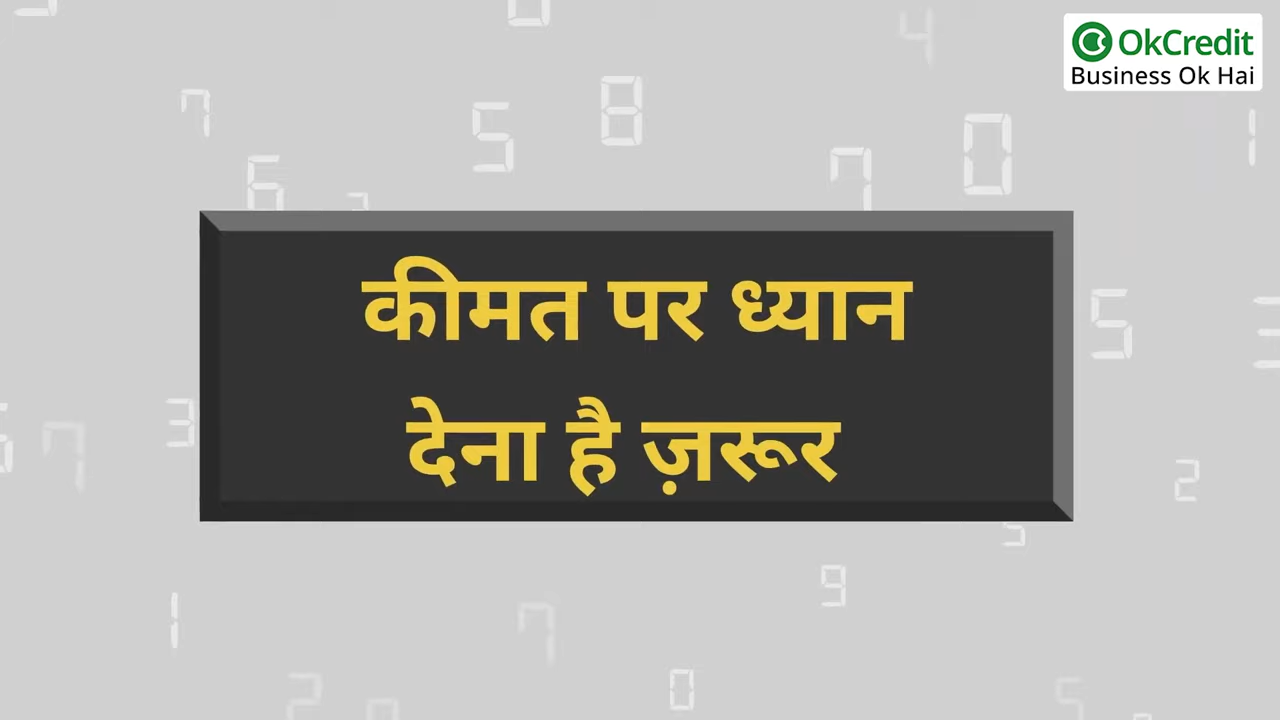 OkCredit
Business Ok Hai
कीमत पर ध्यान
देना है ज़रूर